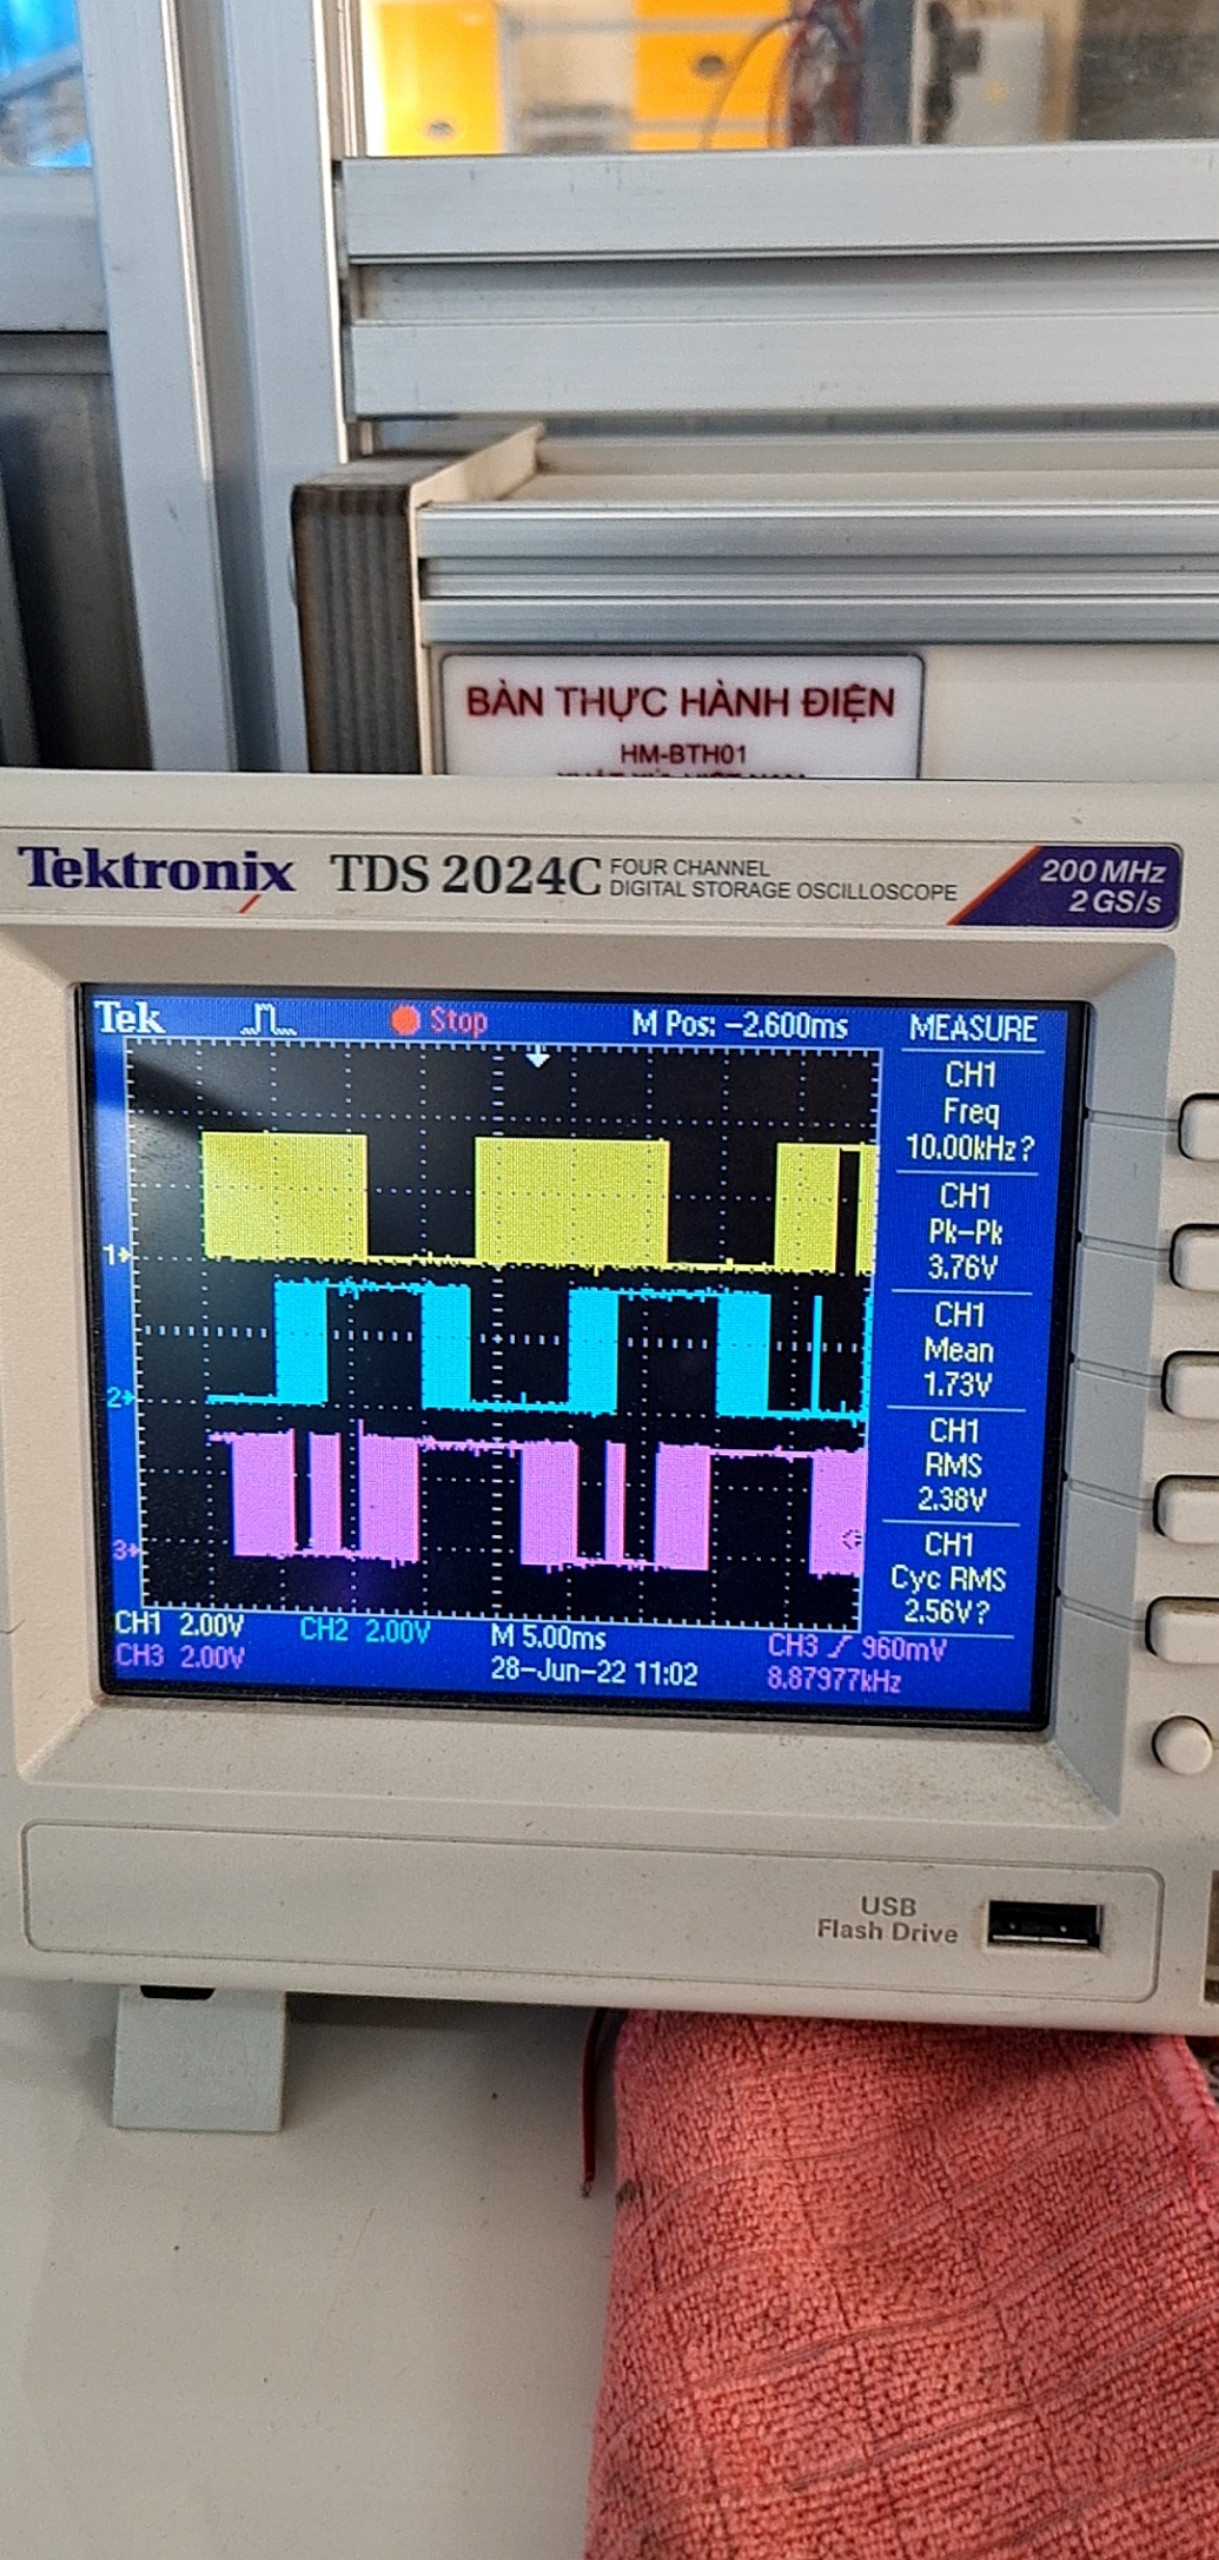 BÀN THỰC HÀNH ĐIỆN
HM-BTH01
Tektronix TDS 2024C FOUR CHANNEL
DIGITAL STORAGE OSCILLOSCOPE
200 MHz
2 GS/s
Tek Stop M Pos: -2.600ms MEASURE
CH1
Freq
10.00kHz?
CH1
Pk-Pk
3.76V
CH1
Mean
1.73V
CH1
RMS
2.38V
CH1
Cyc RMS
2.56V?
1
2
3
CH1 2.00V CH2 2.00V M 5.00ms CH3 960mV
CH3 2.00V 28-Jun-22 11:02 8.87977kHz
USB
Flash Drive